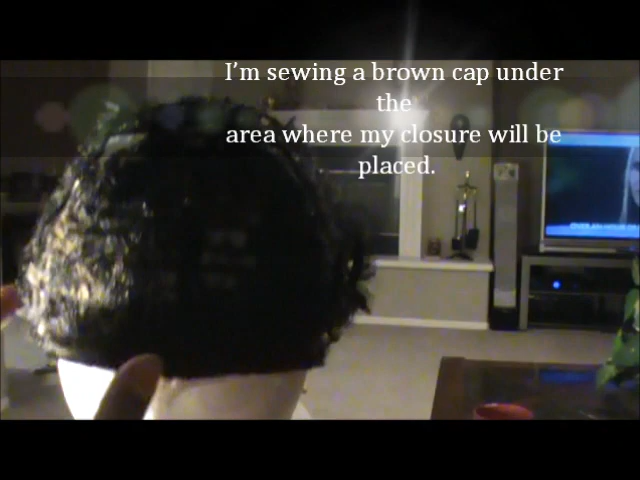 I'm sewing a brown cap under
the
area where my closure will be
placed.